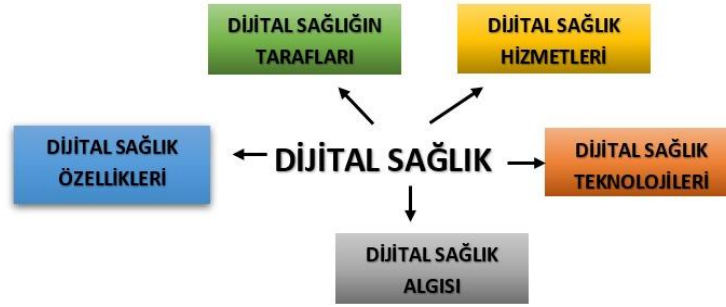 DİJİTAL SAĞLIĞIN
TARAFLARI
DİJİTAL SAĞLIK
HİZMETLERİ
DİJİTAL SAĞLIK
ÖZELLİKLERİ
DİJİTAL SAĞLIK
DİJİTAL SAĞLIK
TEKNOLOJİLERİ
DİJİTAL SAĞLIK
ALGISI